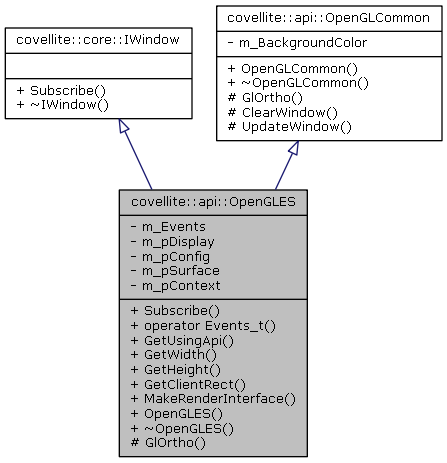 covellite::core::IWindow
+ Subscribe()
+ ~IWindow()
covellite::api::OpenGLCommon
- m_BackgroundColor
+ OpenGLCommon()
+ ~OpenGLCommon()
# GlOrtho()
# ClearWindow()
# UpdateWindow()
covellite::api::OpenGLES
- m_Events
- m_pDisplay
- m_pConfig
- m_pSurface
- m_pContext
+ Subscribe()
+ operator Events_t()
+ GetUsingApi()
+ GetWidth()
+ GetHeight()
+ GetClientRect()
+ MakeRenderInterface()
+ OpenGLES()
+ ~OpenGLES()
# GlOrtho()